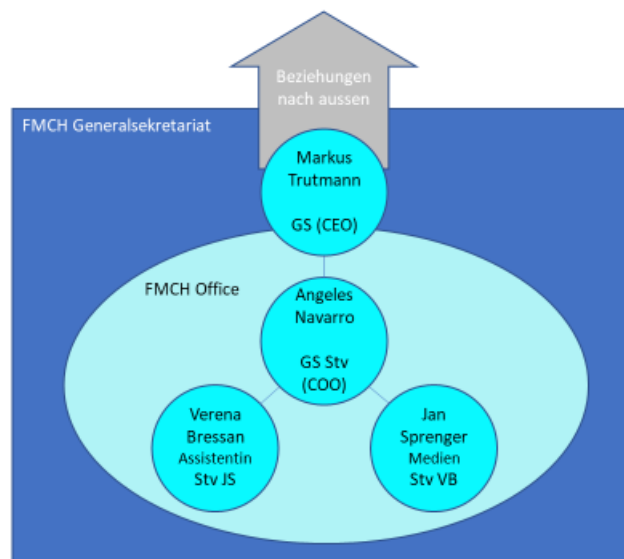 Beziehungen
nach aussen
FMCH Generalsekretariat
Markus
Trutmann
GS (CEO)
FMCH Office
Angeles
Navarro
GS Stv
(COO)
Verena
Bressan
Assistentin
Stv JS
Jan
Sprenger
Medien
Stv VB